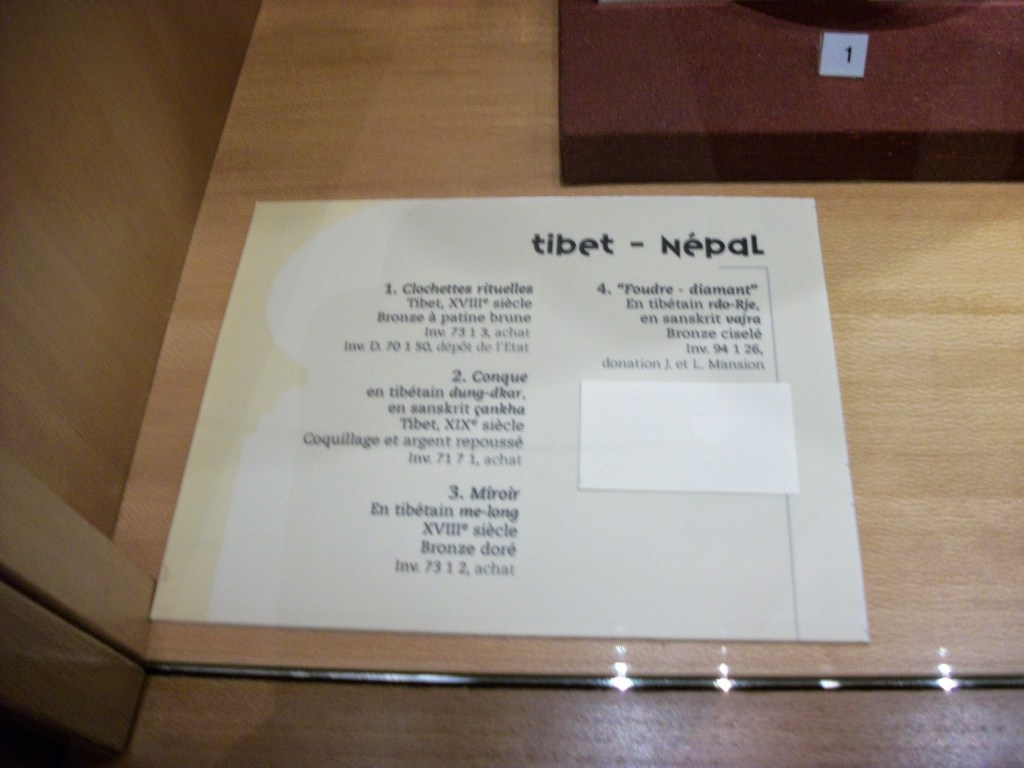 1
tibet - Népal
1. Clochettes rituelles
Tibet, XVIIIe siècle
Bronze à patine brune
Inv. 73 1 3, achat
Inv. D. 70 1 50, dépôt de l'Etat
2. Conque
en tibétain dung-dkar,
en sanskrit çankha
Tibet, XIXe siècle
Coquillage et argent repoussé
Inv. 71 7 1, achat
3. Miroir
En tibétain me-long
XVIIIe siècle
Bronze doré
Inv. 73 1 2, achat
4. "Foudre - diamant"
En tibétain rdo-Rje,
en sanskrit vajra
Bronze ciselé
Inv. 94 1 26,
donation J. et L. Mansion